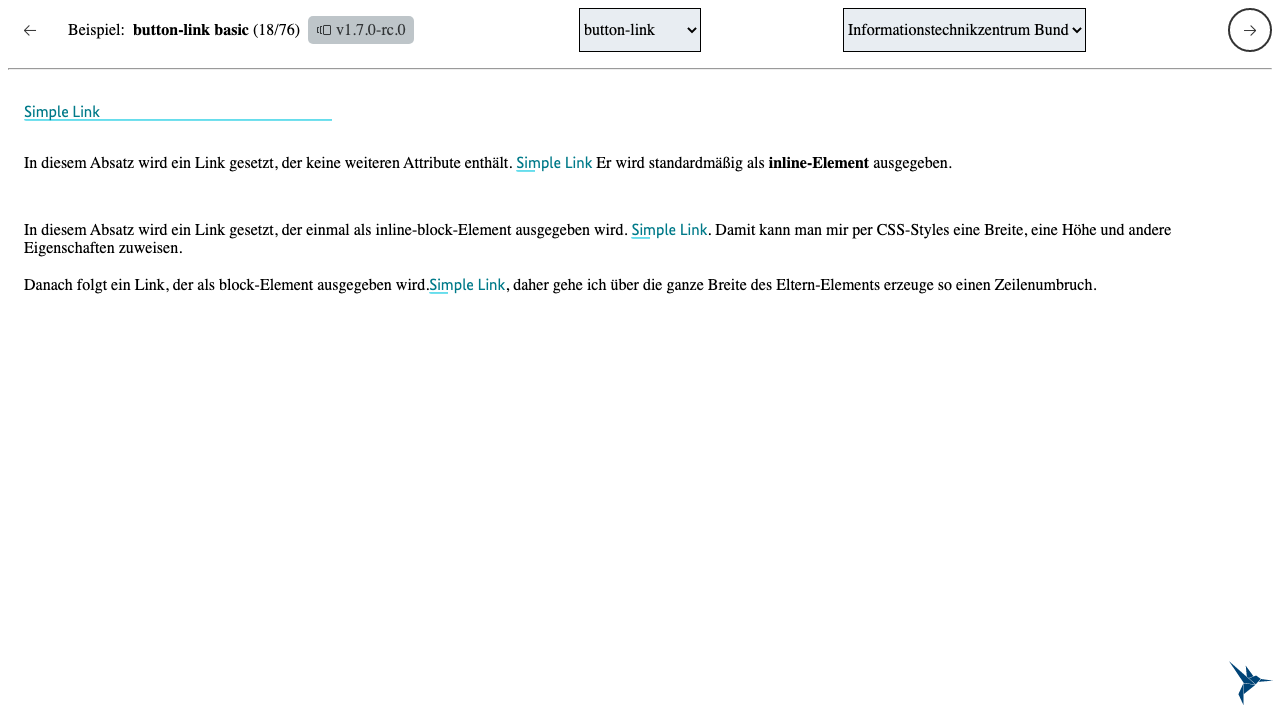 Beispiel: button-link basic (18/76) v1.7.0-rc.0 button-link Informationstechnikzentrum Bund
Simple Link
In diesem Absatz wird ein Link gesetzt, der keine weiteren Attribute enthält. Simple Link Er wird standardmäßig als inline-Element ausgegeben.
In diesem Absatz wird ein Link gesetzt, der einmal als inline-block-Element ausgegeben wird. Simple Link. Damit kann man mir per CSS-Styles eine Breite, eine Höhe und andere
Eigenschaften zuweisen.
Danach folgt ein Link, der als block-Element ausgegeben wird.Simple Link, daher gehe ich über die ganze Breite des Eltern-Elements erzeuge so einen Zeilenumbruch.